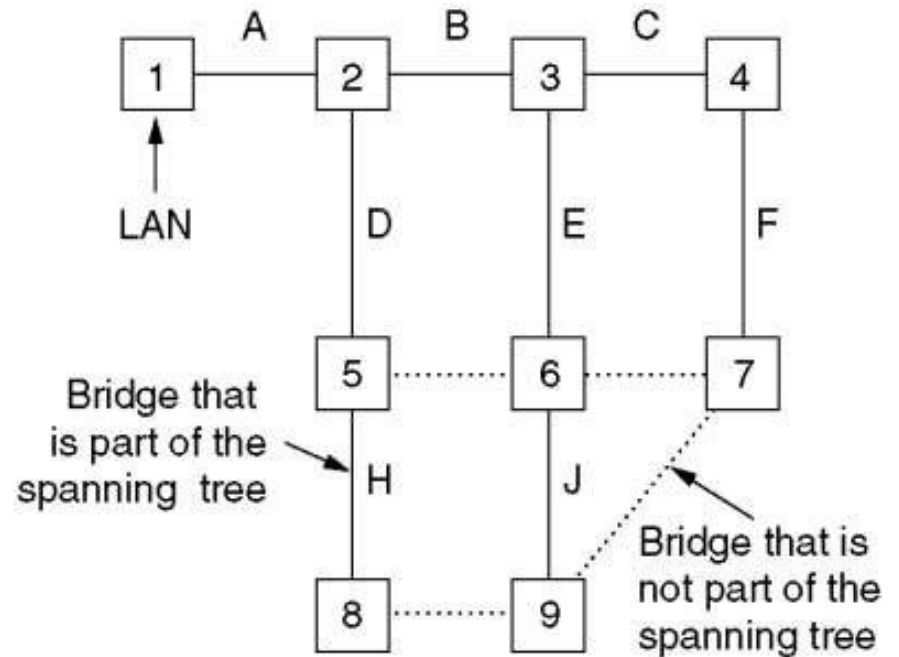 A B C
1 2 3 4
LAN D E F
5 6 7
Bridge that
is part of the
spanning tree
H J
Bridge that is
not part of the
spanning tree
8 9